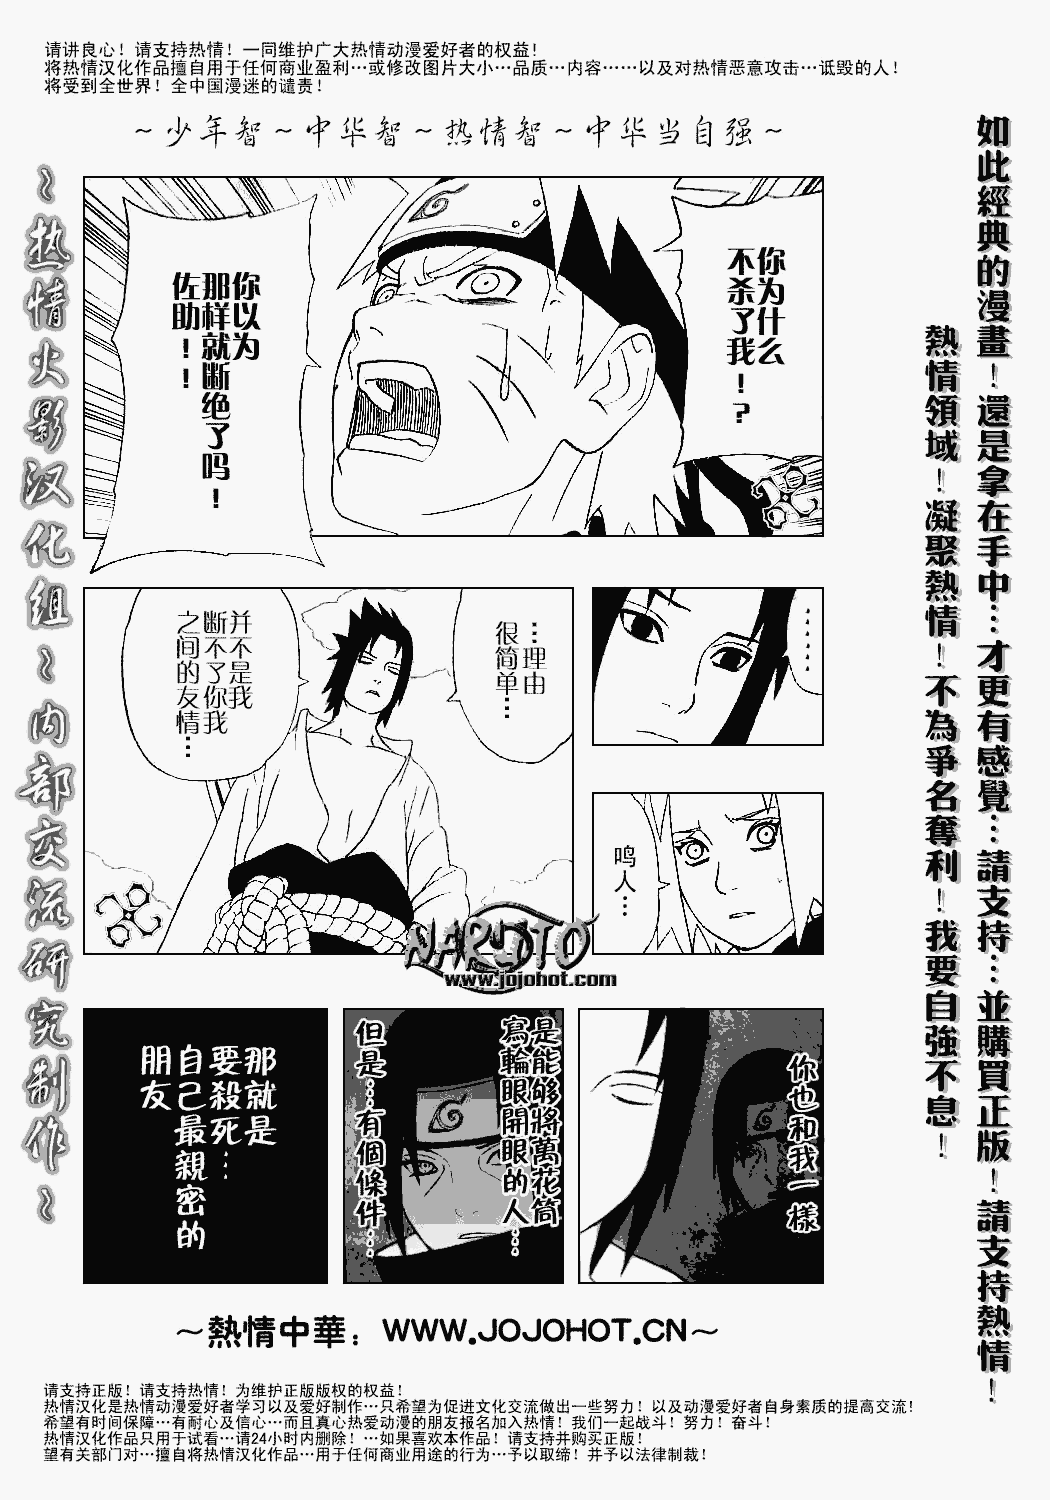 请讲良心！请支持热情！一同维护广大热情动漫爱好者的权益！
将热情汉化作品擅自用于任何商业盈利…或修改图片大小…品质…内容……以及对热情恶意攻击…诋毁的人！
将受到全世界！全中国漫迷的谴责！
～少年智～中华智～热情智～中华当自强～
如此經典的漫畫！還是拿在手中…才更有感覺…請支持…並購買正版！請支持熱情！
熱情領域！凝聚熱情！不為爭名奪利！我要自強不息！
～热情火影汉化组～内部交流研究制作～
你为什么
不杀了我！？
你以为
那样就断绝了吗！
佐助！！
……
…理由
很简单…
并不是我
断不了你我
之间的友情…
鸣
人…
NARUTO
www.jojohot.com
你也和我一樣
是能够將萬花筒
寫輪眼開眼的人…
但是…有個條件…
那就是
要殺死…
自己最親密的
朋友
～熱情中華：WWW.JOJOHOT.CN～
请支持正版！请支持热情！为维护正版版权的权益！
热情汉化是热情动漫爱好者学习以及爱好制作…只希望为促进文化交流做出一些努力！以及动漫爱好者自身素质的提高交流！
希望有时间保障…有耐心及信心…而且真心热爱动漫的朋友报名加入热情！我们一起战斗！努力！奋斗！
热情汉化作品只用于试看…请24小时内删除！…如果喜欢本作品！请支持并购买正版！
望有关部门对…擅自将热情汉化作品…用于任何商业用途的行为…予以取缔！并予以法律制裁！